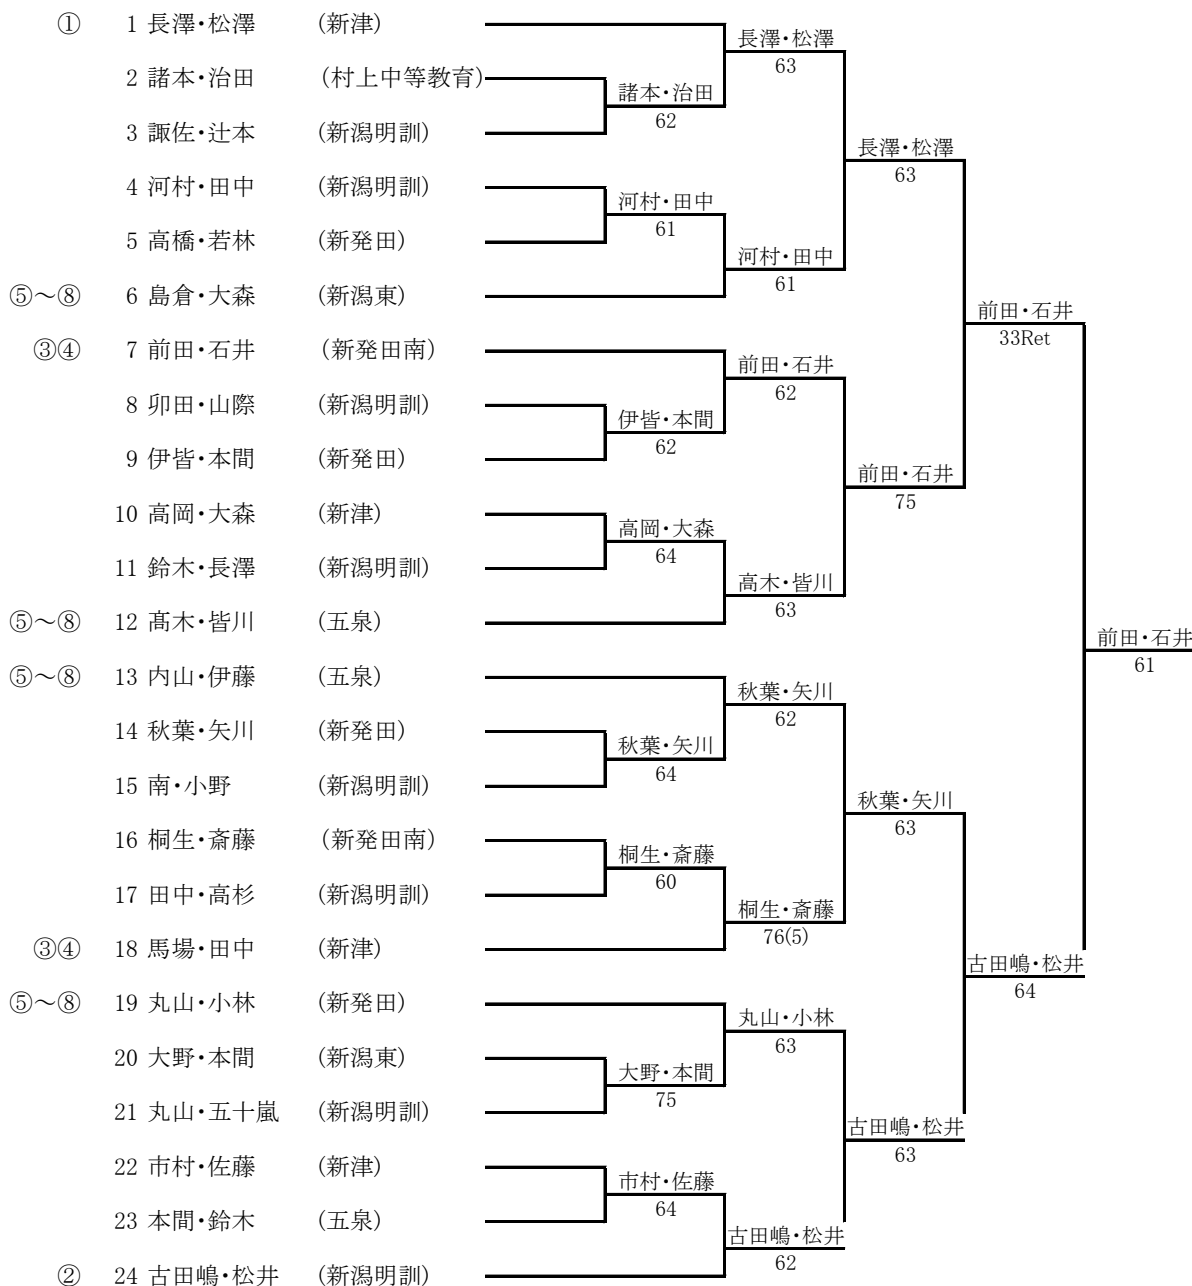 ① 1 長澤・松澤 (新津)
長澤・松澤
63
2 諸本・治田 (村上中等教育)
諸本・治田
62
3 諏佐・辻本 (新潟明訓)
長澤・松澤
63
4 河村・田中 (新潟明訓)
河村・田中
61
5 高橋・若林 (新発田)
河村・田中
61
⑤～⑧ 6 島倉・大森 (新潟東)
前田・石井
33Ret
③④ 7 前田・石井 (新発田南)
前田・石井
62
8 卯田・山際 (新潟明訓)
伊皆・本間
62
9 伊皆・本間 (新発田)
前田・石井
75
10 高岡・大森 (新津)
高岡・大森
64
11 鈴木・長澤 (新潟明訓)
高木・皆川
63
⑤～⑧ 12 髙木・皆川 (五泉)
前田・石井
61
⑤～⑧ 13 内山・伊藤 (五泉)
秋葉・矢川
62
14 秋葉・矢川 (新発田)
秋葉・矢川
64
15 南・小野 (新潟明訓)
秋葉・矢川
63
16 桐生・斎藤 (新発田南)
桐生・斎藤
60
17 田中・高杉 (新潟明訓)
桐生・斎藤
76(5)
③④ 18 馬場・田中 (新津)
古田嶋・松井
64
⑤～⑧ 19 丸山・小林 (新発田)
丸山・小林
63
20 大野・本間 (新潟東)
大野・本間
75
21 丸山・五十嵐 (新潟明訓)
古田嶋・松井
63
22 市村・佐藤 (新津)
市村・佐藤
64
23 本間・鈴木 (五泉)
古田嶋・松井
62
② 24 古田嶋・松井 (新潟明訓)